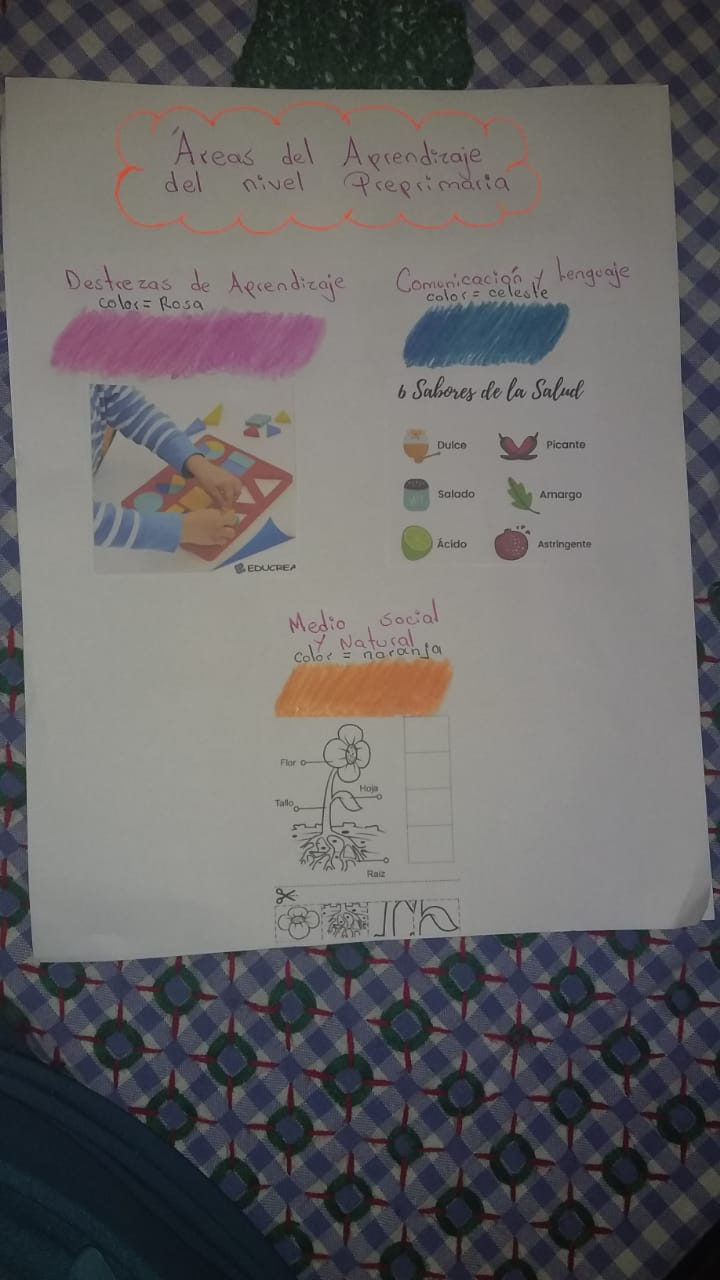 Áreas del Aprendizaje
del nivel Preprimaria
Destrezas de Aprendizaje
color = Rosa
Comunicación y Lenguaje
color = celeste
6 Sabores de la Salud
Dulce
Picante
Salado
Amargo
Ácido
Astringente
EDUCREA
Medio Social
y Natural
color = naranja
Flor
Hoja
Tallo
Raiz